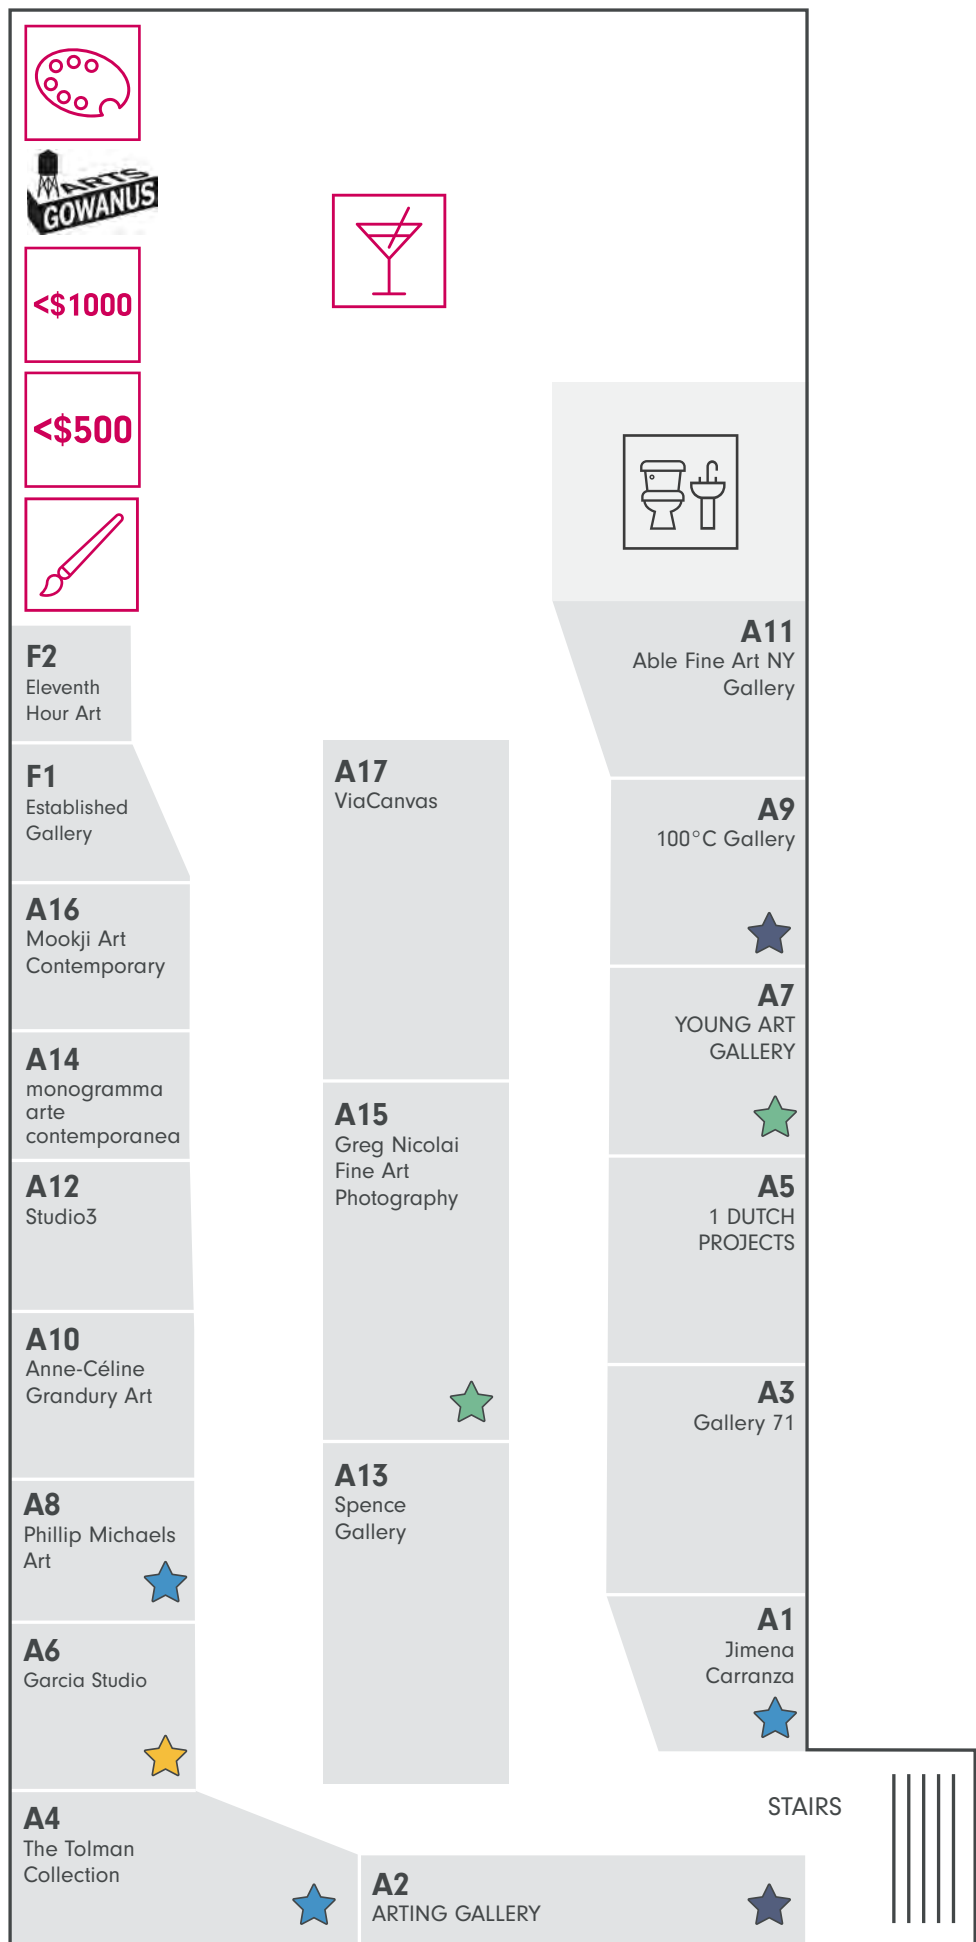 ARTS
GOWANUS
<$1000
<$500
F2
Eleventh
Hour Art
F1
Established
Gallery
A16
Mookji Art
Contemporary
A14
monogramma
arte
contemporanea
A12
Studio3
A10
Anne-Céline
Grandury Art
A8
Phillip Michaels
Art
A6
Garcia Studio
A4
The Tolman
Collection
A17
ViaCanvas
A15
Greg Nicolai
Fine Art
Photography
A13
Spence
Gallery
A11
Able Fine Art NY
Gallery
A9
100°C Gallery
A7
YOUNG ART
GALLERY
A5
1 DUTCH
PROJECTS
A3
Gallery 71
A1
Jimena
Carranza
STAIRS
A2
ARTING GALLERY